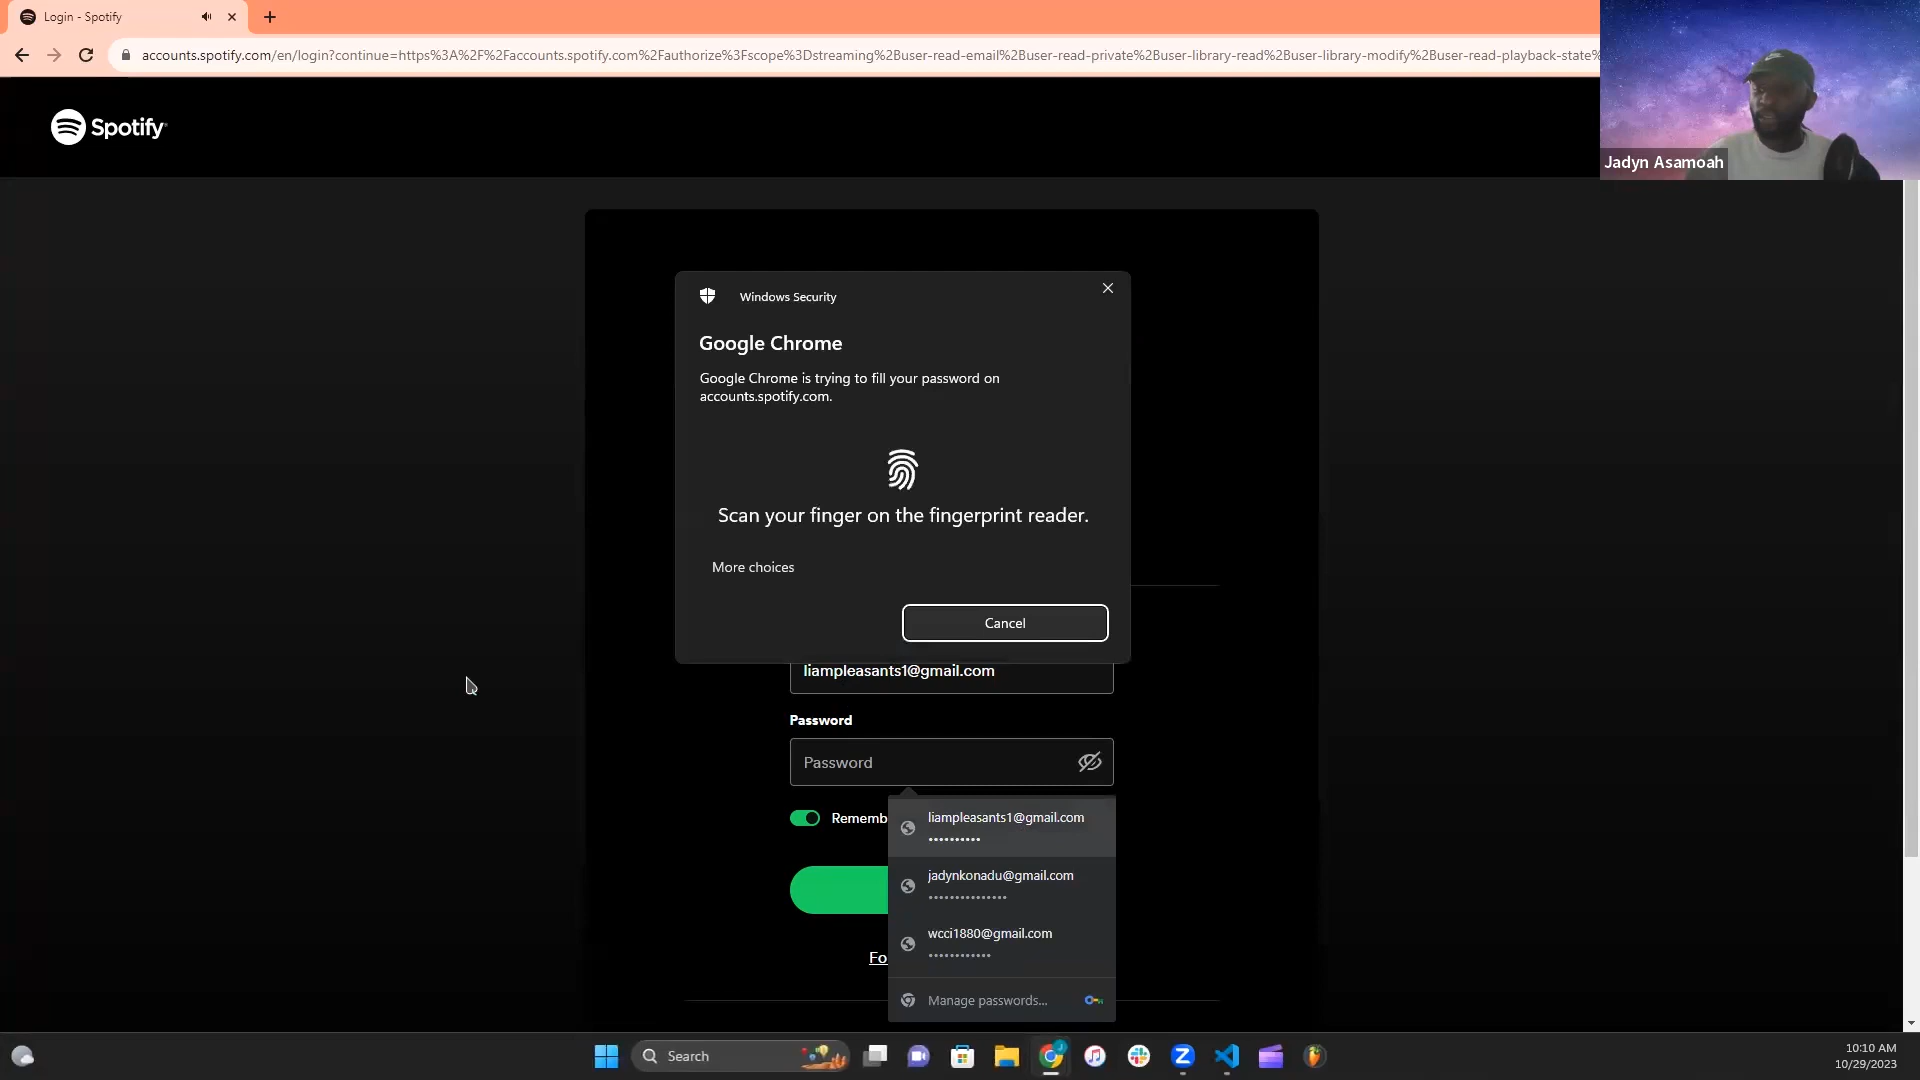 Login - Spotify
accounts.spotify.com/en/login?continue=https%3A%2F%2Faccounts.spotify.com%2Fauthorize%3Fscope%3Dstreaming%2Buser-read-email%2Buser-read-private%2Buser-library-read%2Buser-library-modify%2Buser-read-playback-state%
Jadyn Asamoah
Spotify
Windows Security
Google Chrome
Google Chrome is trying to fill your password on
accounts.spotify.com.
Scan your finger on the fingerprint reader.
More choices
Cancel
liampleasants1@gmail.com
Password
Password
Rememb
liampleasants1@gmail.com
••••••••••
jadynkonadu@gmail.com
•••••••••••••••
wcci1880@gmail.com
••••••••••••
Fo
Manage passwords...
Search
10:10 AM
10/29/2023